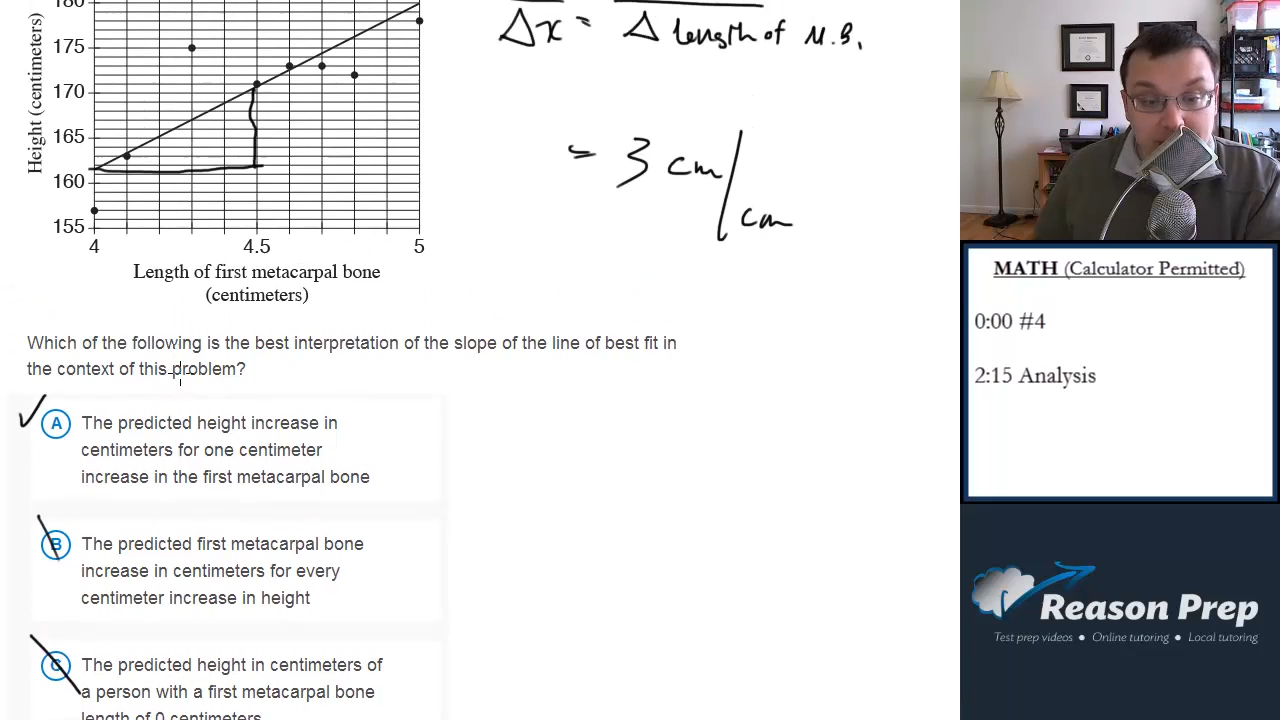 180
175
170
165
160
155
Height (centimeters)
4 4.5 5
Length of first metacarpal bone
(centimeters)
Δx = Δ length of M.B.
= 3 cm/cm
Which of the following is the best interpretation of the slope of the line of best fit in
the context of this problem?
A The predicted height increase in
centimeters for one centimeter
increase in the first metacarpal bone
B The predicted first metacarpal bone
increase in centimeters for every
centimeter increase in height
C The predicted height in centimeters of
a person with a first metacarpal bone
length of 0 centimeters
MATH (Calculator Permitted)
0:00 #4
2:15 Analysis
Reason Prep
Test prep videos ● Online tutoring ● Local tutoring